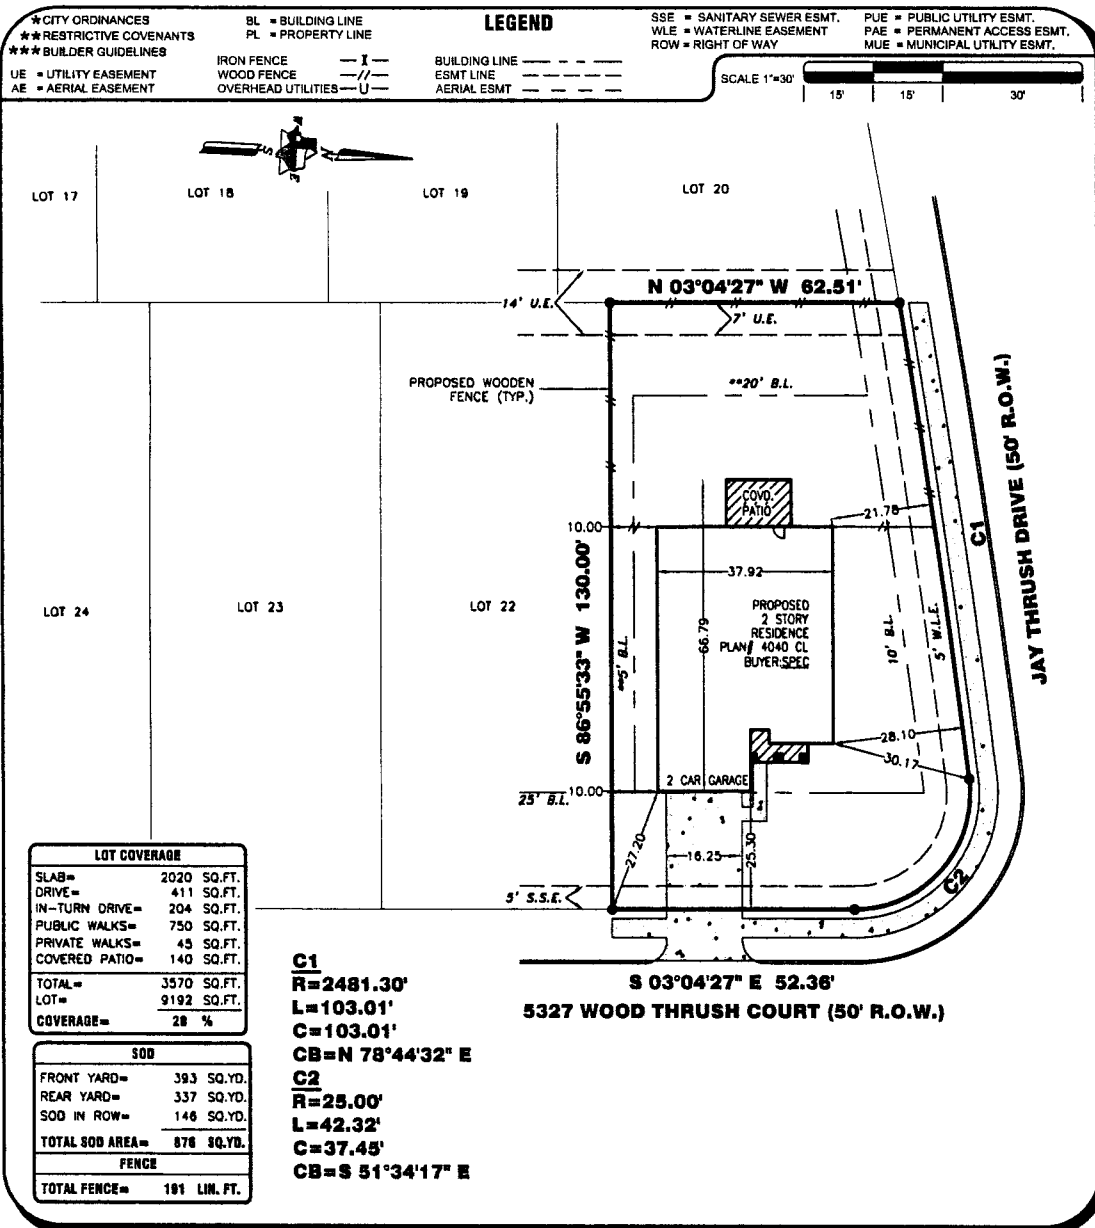 LEGEND
*CITY ORDINANCES
**RESTRICTIVE COVENANTS
***BUILDER GUIDELINES
UE = UTILITY EASEMENT
AE = AERIAL EASEMENT
BL = BUILDING LINE
PL = PROPERTY LINE
IRON FENCE —I—
WOOD FENCE —//—
OVERHEAD UTILITIES —U—
BUILDING LINE
ESMT LINE
AERIAL ESMT
SSE = SANITARY SEWER ESMT.
WLE = WATERLINE EASEMENT
ROW = RIGHT OF WAY
PUE = PUBLIC UTILITY ESMT.
PAE = PERMANENT ACCESS ESMT.
MUE = MUNICIPAL UTILITY ESMT.
SCALE 1"=30'
15' 15' 30'
S E
LOT 17
LOT 18
LOT 19
LOT 20
N 03°04'27" W 62.51'
14' U.E.
7' U.E.
PROPOSED WOODEN
FENCE (TYP.)
**20' B.L.
COVD.
PATIO
21.78
10.00
37.92
C1
JAY THRUSH DRIVE (50' R.O.W.)
S 86°55'33" W 130.00'
LOT 24
LOT 23
LOT 22
66.79
PROPOSED
2 STORY
RESIDENCE
PLAN# 4040 CL
BUYER:SPEC
**5' B.L.
10' B.L.
5' W.L.E.
28.10
30.17
2 CAR GARAGE
25' B.L.
10.00
27.20
16.25
25.30
C2
5' S.S.E.
S 03°04'27" E 52.36'
5327 WOOD THRUSH COURT (50' R.O.W.)
LOT COVERAGE
SLAB= 2020 SQ.FT.
DRIVE= 411 SQ.FT.
IN-TURN DRIVE= 204 SQ.FT.
PUBLIC WALKS= 750 SQ.FT.
PRIVATE WALKS= 45 SQ.FT.
COVERED PATIO= 140 SQ.FT.
TOTAL= 3570 SQ.FT.
LOT= 9192 SQ.FT.
COVERAGE= 28 %
SOD
FRONT YARD= 393 SQ.YD.
REAR YARD= 337 SQ.YD.
SOD IN ROW= 146 SQ.YD.
TOTAL SOD AREA= 876 SQ.YD.
FENCE
TOTAL FENCE= 191 LIN. FT.
C1
R=2481.30'
L=103.01'
C=103.01'
CB=N 78°44'32" E
C2
R=25.00'
L=42.32'
C=37.45'
CB=S 51°34'17" E